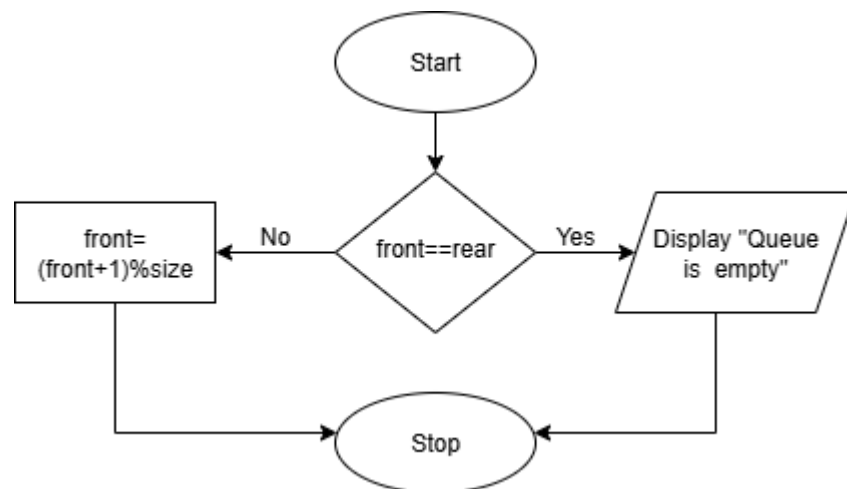 Start
front==rear
No
Yes
front=
(front+1)%size
Display "Queue
is empty"
Stop